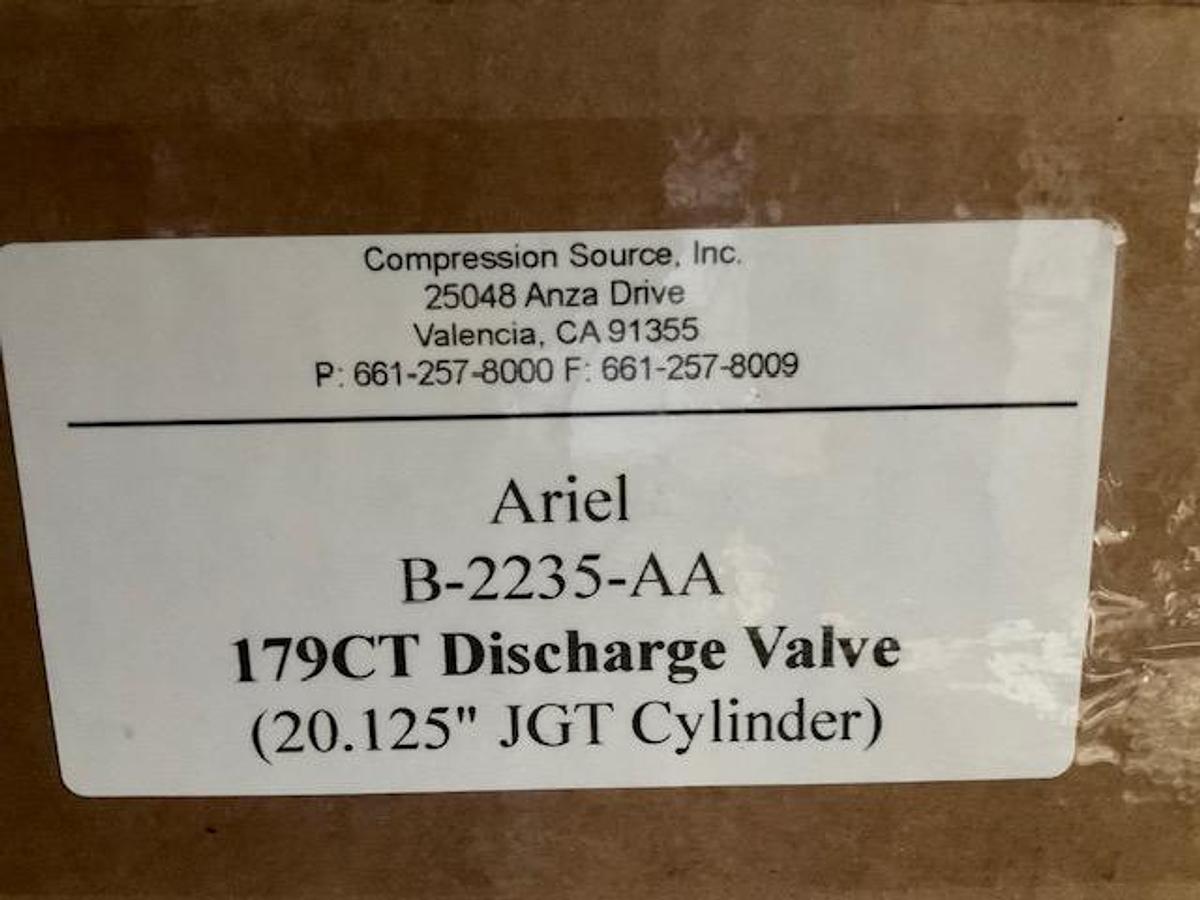 Compression Source, Inc.
25048 Anza Drive
Valencia, CA 91355
P: 661-257-8000 F: 661-257-8009
Ariel
B-2235-AA
179CT Discharge Valve
(20.125" JGT Cylinder)